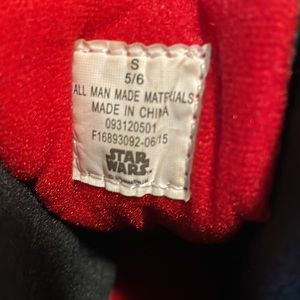 S
5/6
ALL MAN MADE MATERIALS
MADE IN CHINA
093120501
F16893092-06/15
STAR
WARS